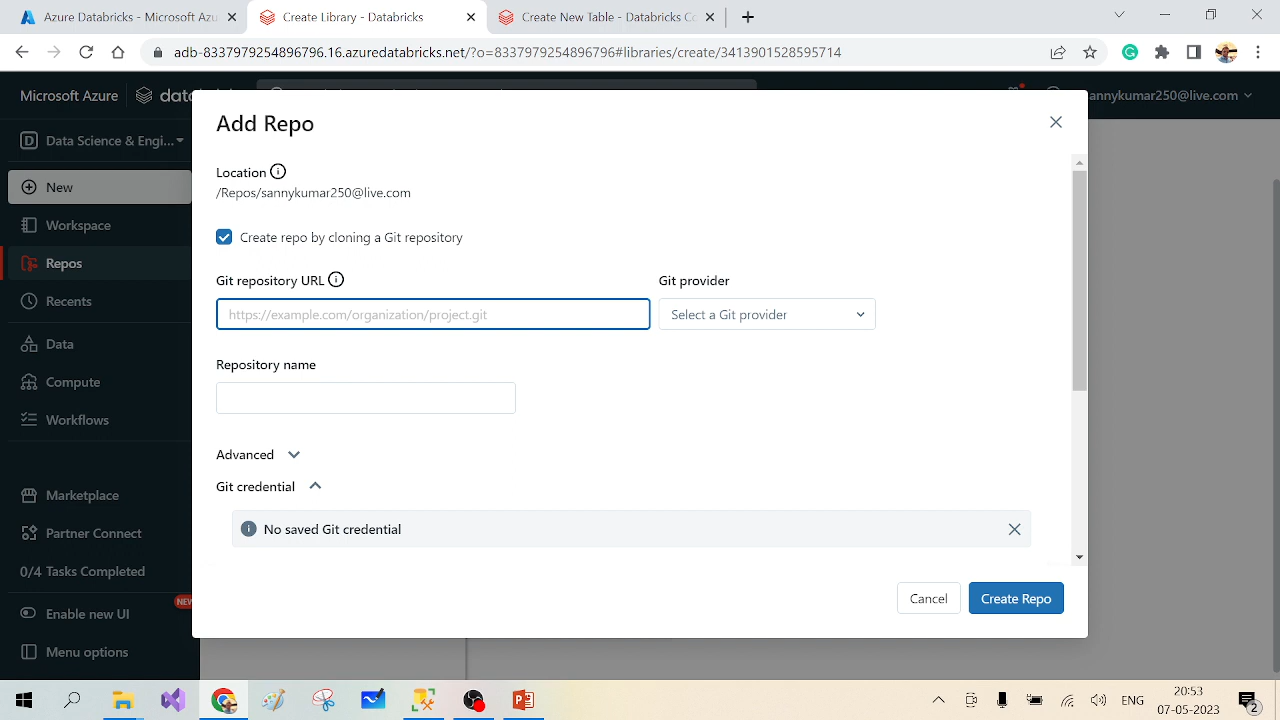 Microsoft Azu
Create Library - Databricks
Create New Table - Databricks Co
adb-8337979254896796.16.azuredatabricks.net/?o=8337979254896796#libraries/create/3413901528595714
Microsoft Azure
annykumar250@live.com
Add Repo
D Data Science & Engi...
Location
/Repos/sannykumar250@live.com
New
Workspace
Create repo by cloning a Git repository
Repos
Git repository URL
Git provider
Recents
https://example.com/organization/project.git
Select a Git provider
Data
Repository name
Compute
Workflows
Advanced
Git credential
Marketplace
No saved Git credential
Partner Connect
0/4 Tasks Completed
Cancel
Create Repo
NEW
Enable new UI
Menu options
ENG
20:53
07-05-2023
2